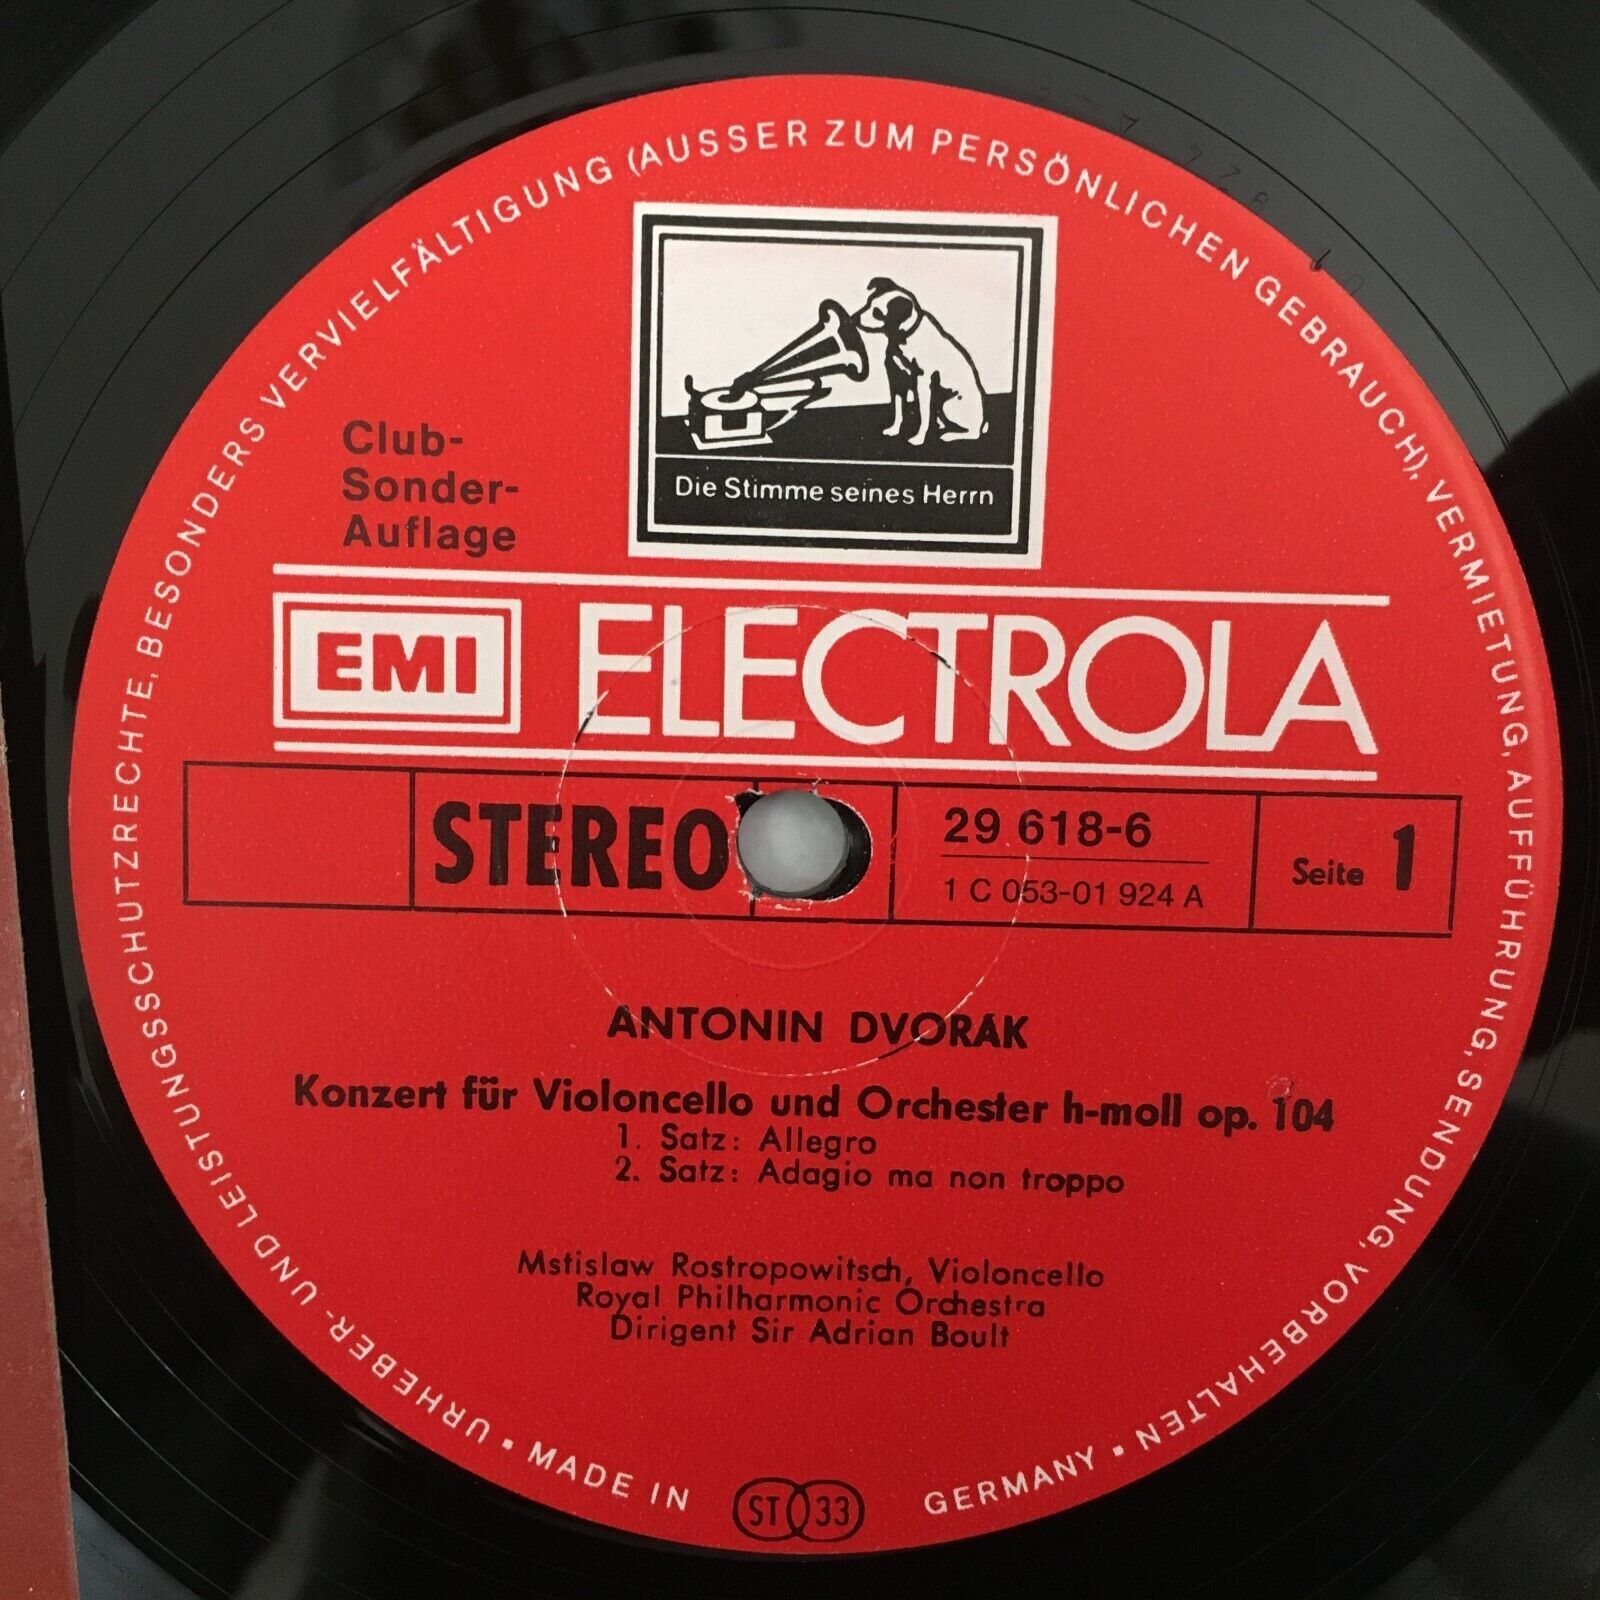 URHEBER- UND LEISTUNGSSCHUTZRECHTE, BESONDERS VERVIELFÄLTIGUNG (AUSSER ZUM PERSÖNLICHEN GEBRAUCH), VERMIETUNG, AUFFÜHRUNG, SENDUNG, VORBEHALTEN
Die Stimme seines Herrn
Club-
Sonder-
Auflage
EMI ELECTROLA
STEREO
29 618-6
1 C 053-01 924 A
Seite 1
ANTONIN DVORAK
Konzert für Violoncello und Orchester h-moll op. 104
1. Satz: Allegro
2. Satz: Adagio ma non troppo
Mstislaw Rostropowitsch, Violoncello
Royal Philharmonic Orchestra
Dirigent Sir Adrian Boult
• MADE IN ST 33 GERMANY •